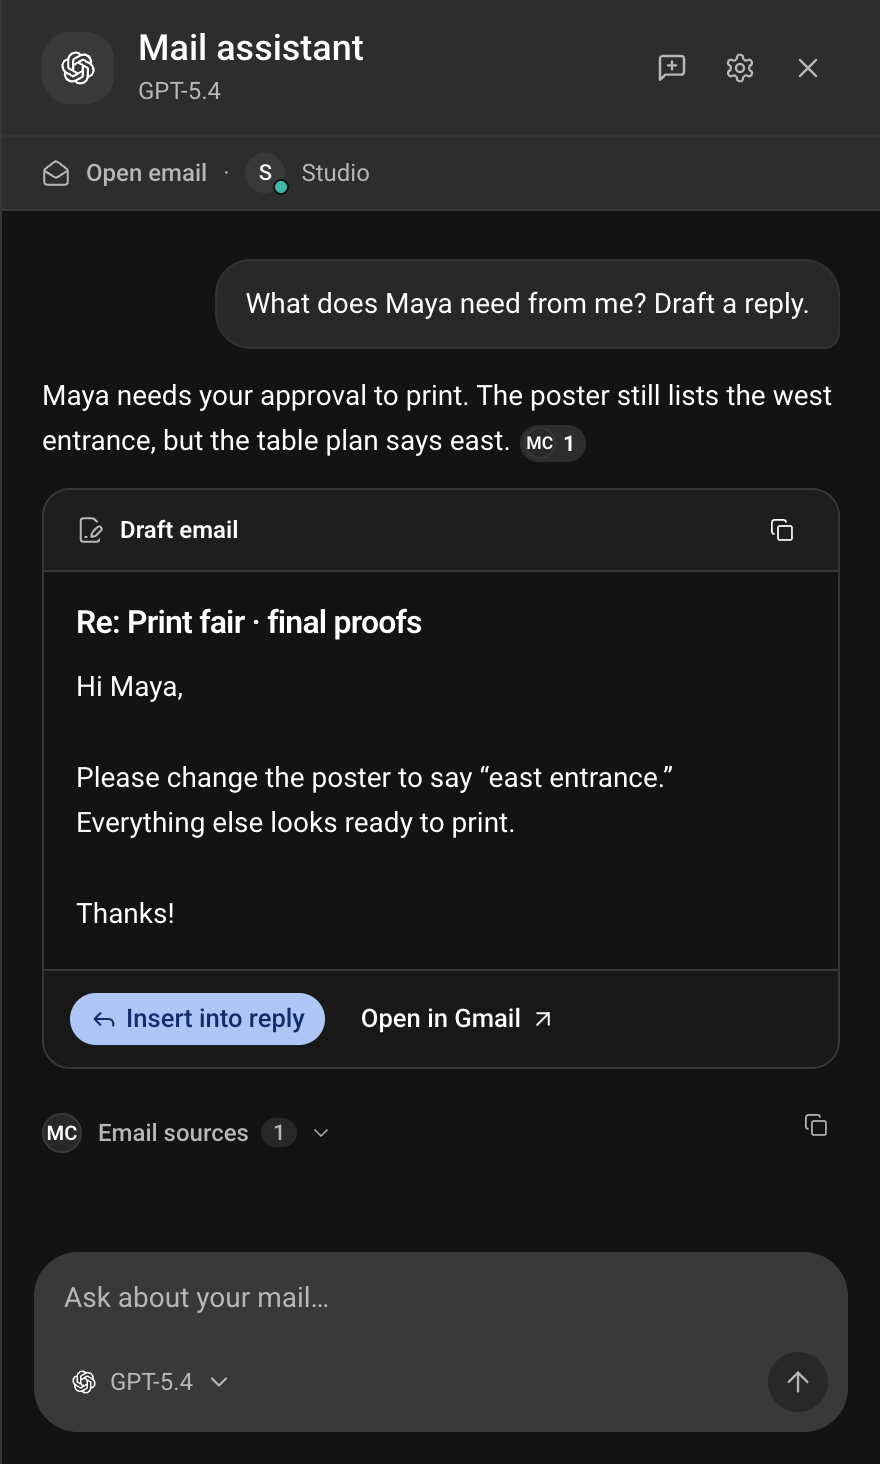 Mail assistant
GPT-5.4
Open email · S Studio
What does Maya need from me? Draft a reply.
Maya needs your approval to print. The poster still lists the west
entrance, but the table plan says east. MC 1
Draft email
Re: Print fair · final proofs
Hi Maya,
Please change the poster to say “east entrance.”
Everything else looks ready to print.
Thanks!
Insert into reply Open in Gmail
MC Email sources 1
Ask about your mail…
GPT-5.4